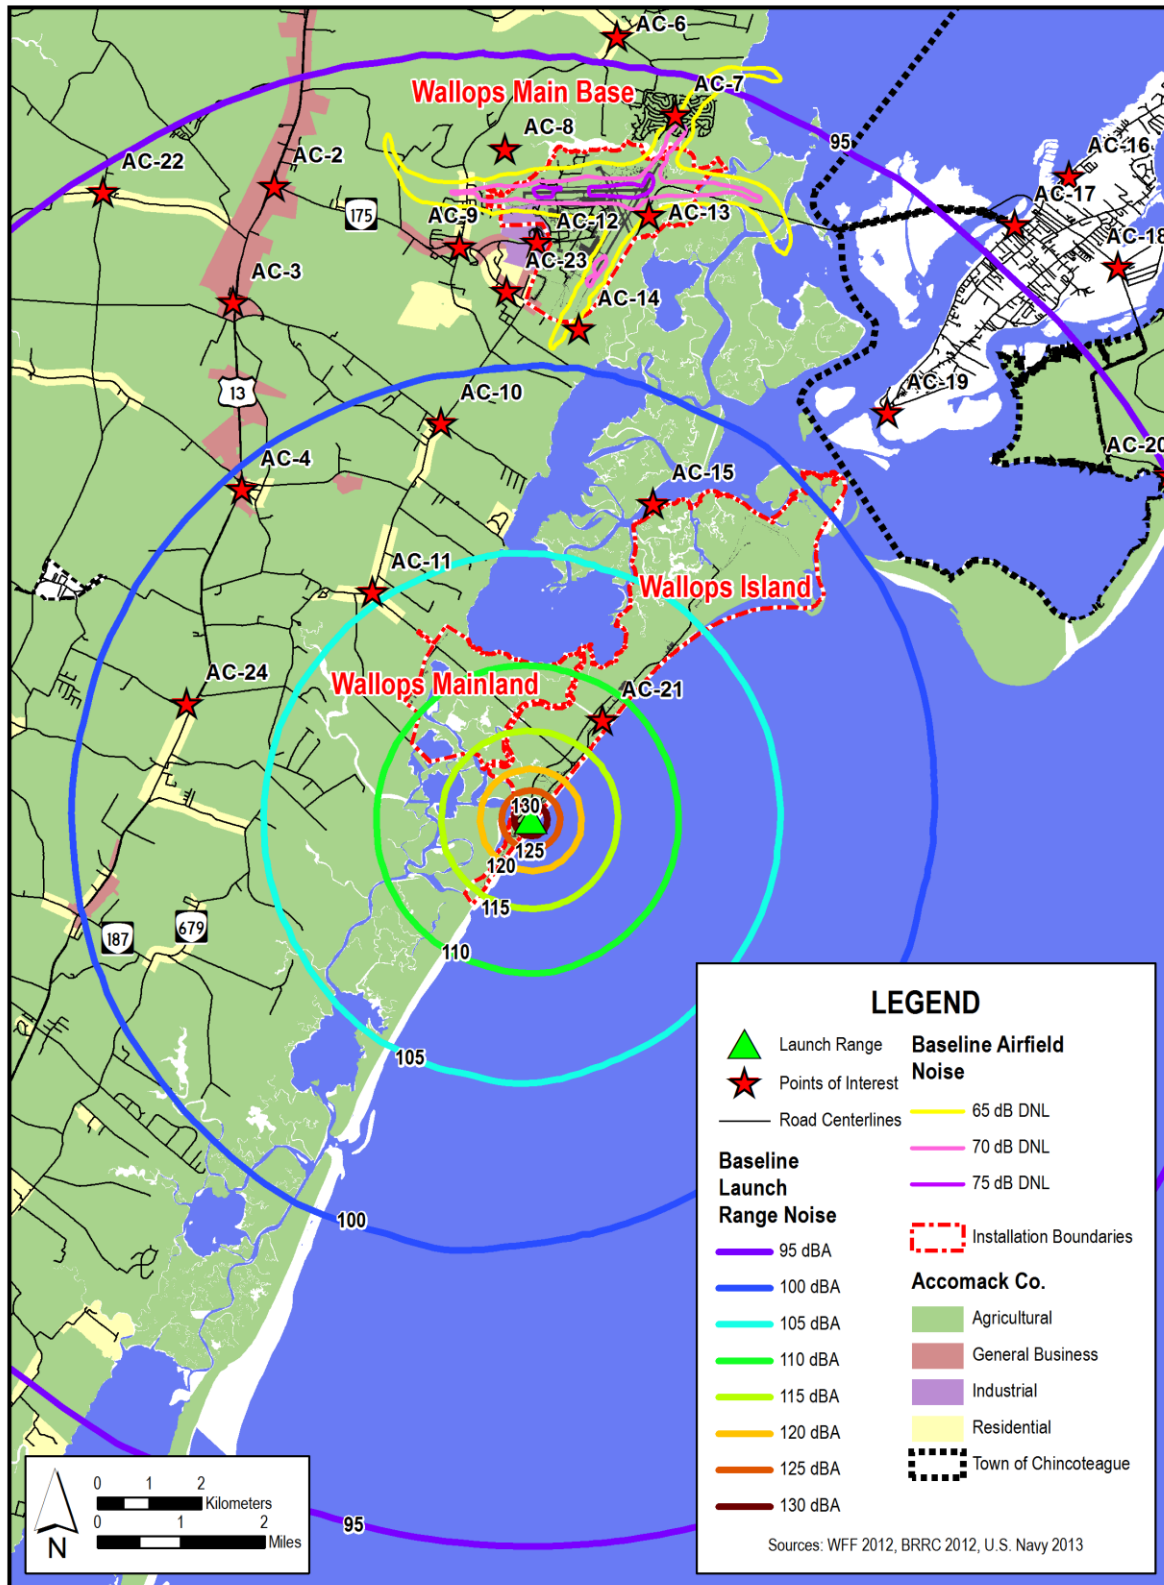 AC-6
Wallops Main Base
AC-7
AC-8
95
AC-16
AC-22
AC-2
AC-17
175
AC-9
AC-12
AC-13
AC-18
AC-23
AC-3
AC-14
13
AC-10
AC-19
AC-20
AC-4
AC-15
AC-11
Wallops Island
Wallops Mainland
AC-24
AC-21
130
125
120
115
187
679
110
105
100
95
LEGEND
Launch Range
Points of Interest
Road Centerlines
Baseline
Launch
Range Noise
95 dBA
100 dBA
105 dBA
110 dBA
115 dBA
120 dBA
125 dBA
130 dBA
Baseline Airfield
Noise
65 dB DNL
70 dB DNL
75 dB DNL
Installation Boundaries
Accomack Co.
Agricultural
General Business
Industrial
Residential
Town of Chincoteague
Sources: WFF 2012, BRRC 2012, U.S. Navy 2013
N
0 1 2
Kilometers
0 1 2
Miles